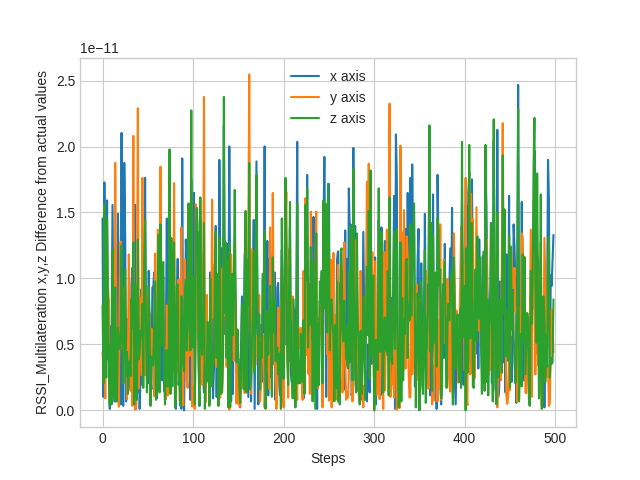 1e−11
x axis
y axis
z axis
2.5
2.0
1.5
1.0
0.5
0.0
RSSI_Multilateration x,y,z Difference from actual values
0
100
200
300
400
500
Steps